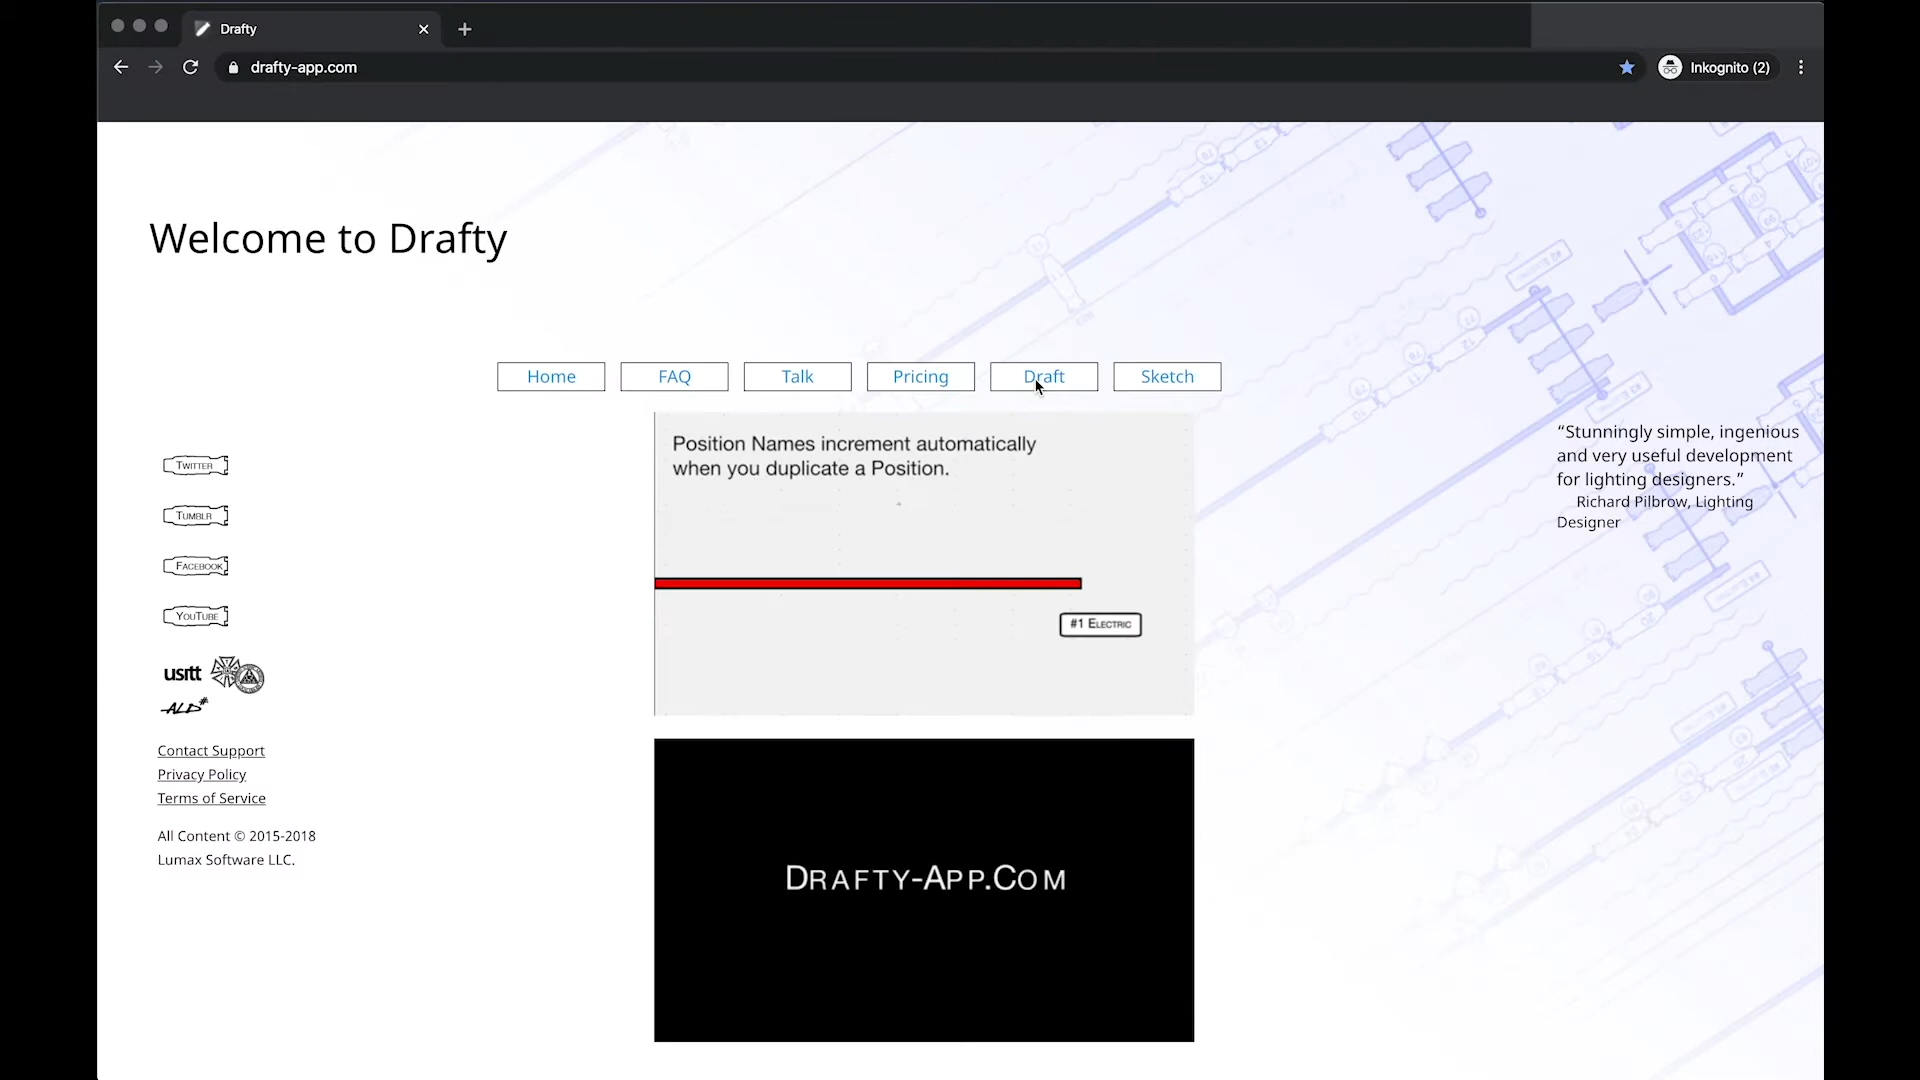 Drafty
drafty-app.com
Inkognito (2)
Welcome to Drafty
Home
FAQ
Talk
Pricing
Draft
Sketch
Position Names increment automatically
when you duplicate a Position.
#1 ELECTRIC
DRAFTY-APP.COM
TWITTER
TUMBLR
FACEBOOK
YOUTUBE
usitt
ALD
Contact Support
Privacy Policy
Terms of Service
All Content © 2015-2018
Lumax Software LLC.
“Stunningly simple, ingenious
and very useful development
for lighting designers.”
Richard Pilbrow, Lighting
Designer